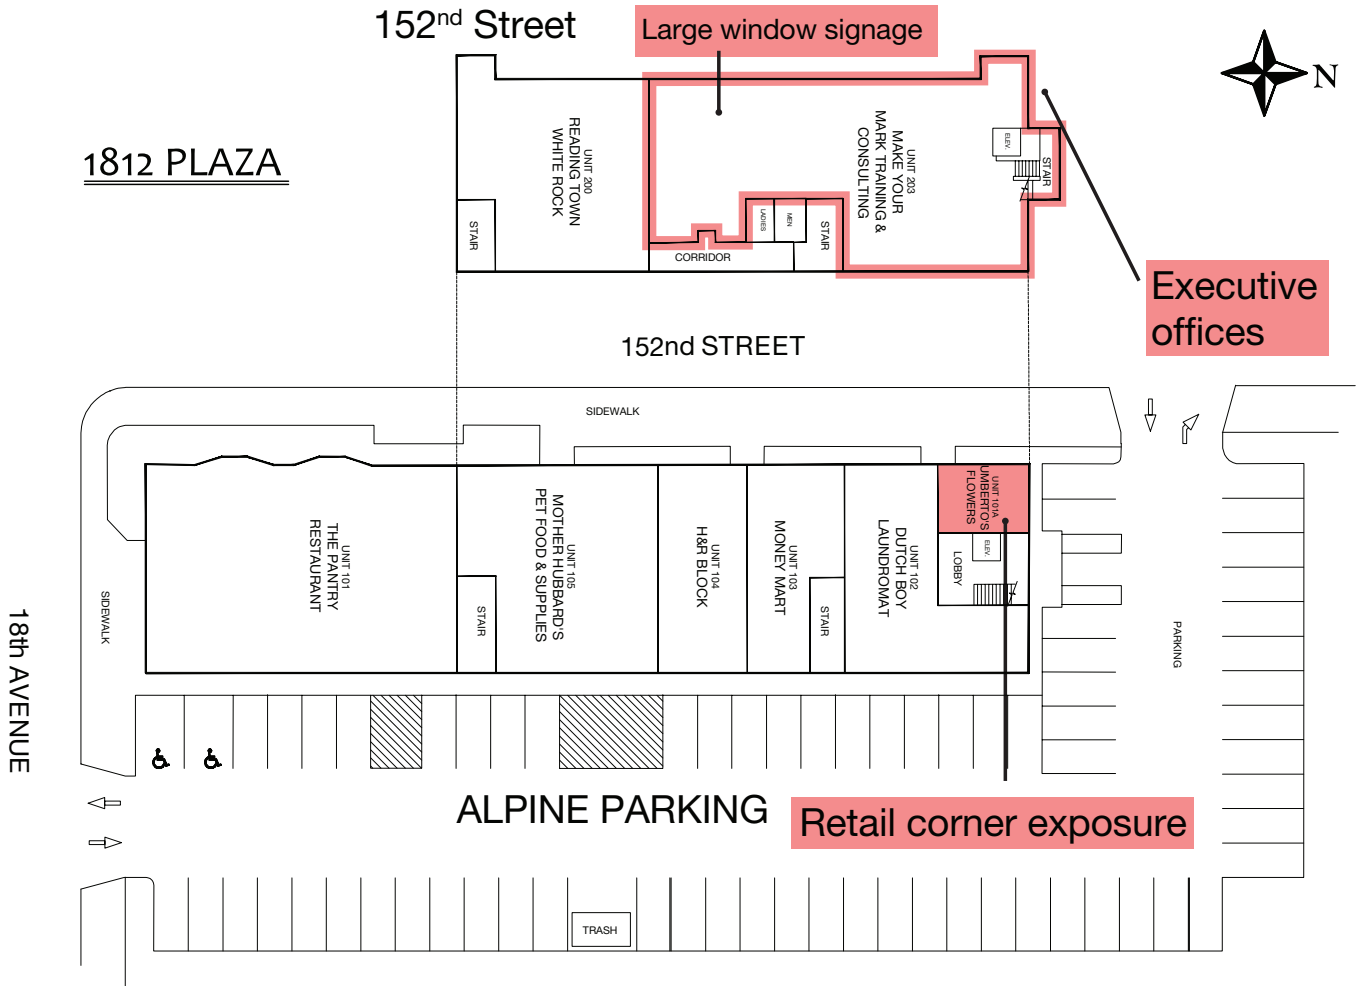 152nd Street
Large window signage
N
1812 PLAZA
UNIT 200
READING TOWN
WHITE ROCK
UNIT 203
MAKE YOUR
MARK TRAINING &
CONSULTING
ELEV.
STAIR
STAIR
LADIES
MEN
STAIR
CORRIDOR
Executive
offices
152nd STREET
SIDEWALK
UNIT 101
THE PANTRY
RESTAURANT
UNIT 105
MOTHER HUBBARD'S
PET FOOD & SUPPLIES
STAIR
UNIT 104
H&R BLOCK
UNIT 103
MONEY MART
STAIR
UNIT 102
DUTCH BOY
LAUNDROMAT
UNIT 101A
UMBERTO'S
FLOWERS
ELEV.
LOBBY
SIDEWALK
18th AVENUE
PARKING
ALPINE PARKING
Retail corner exposure
TRASH